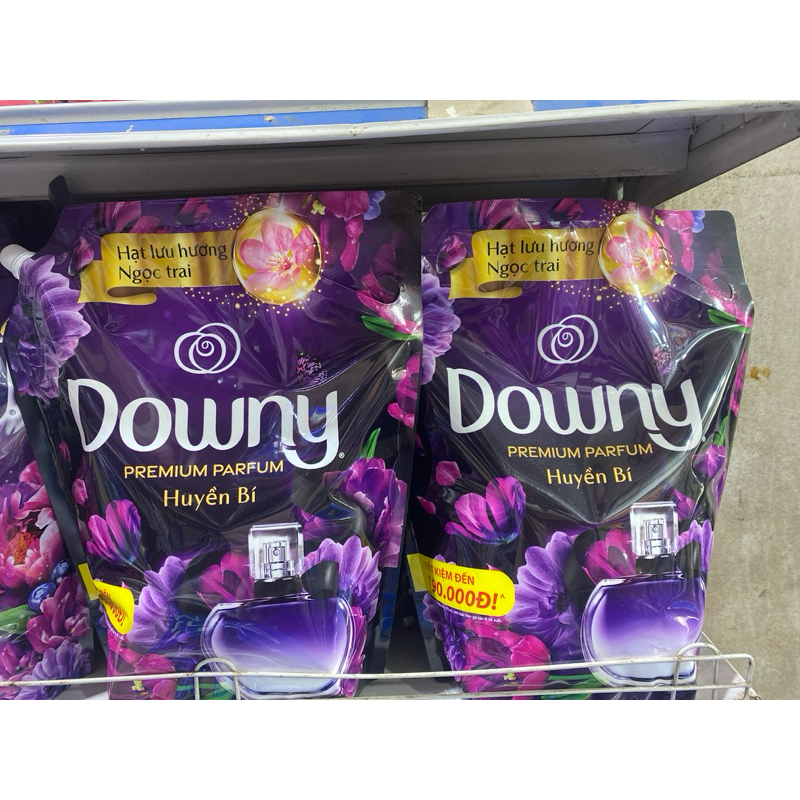 Hạt lưu hương
Ngọc trai
Downy
PREMIUM PARFUM
Huyền Bí
Hạt lưu hương
Ngọc trai
Downy
PREMIUM PARFUM
Huyền Bí
KIỆM ĐẾN
90.000Đ!^